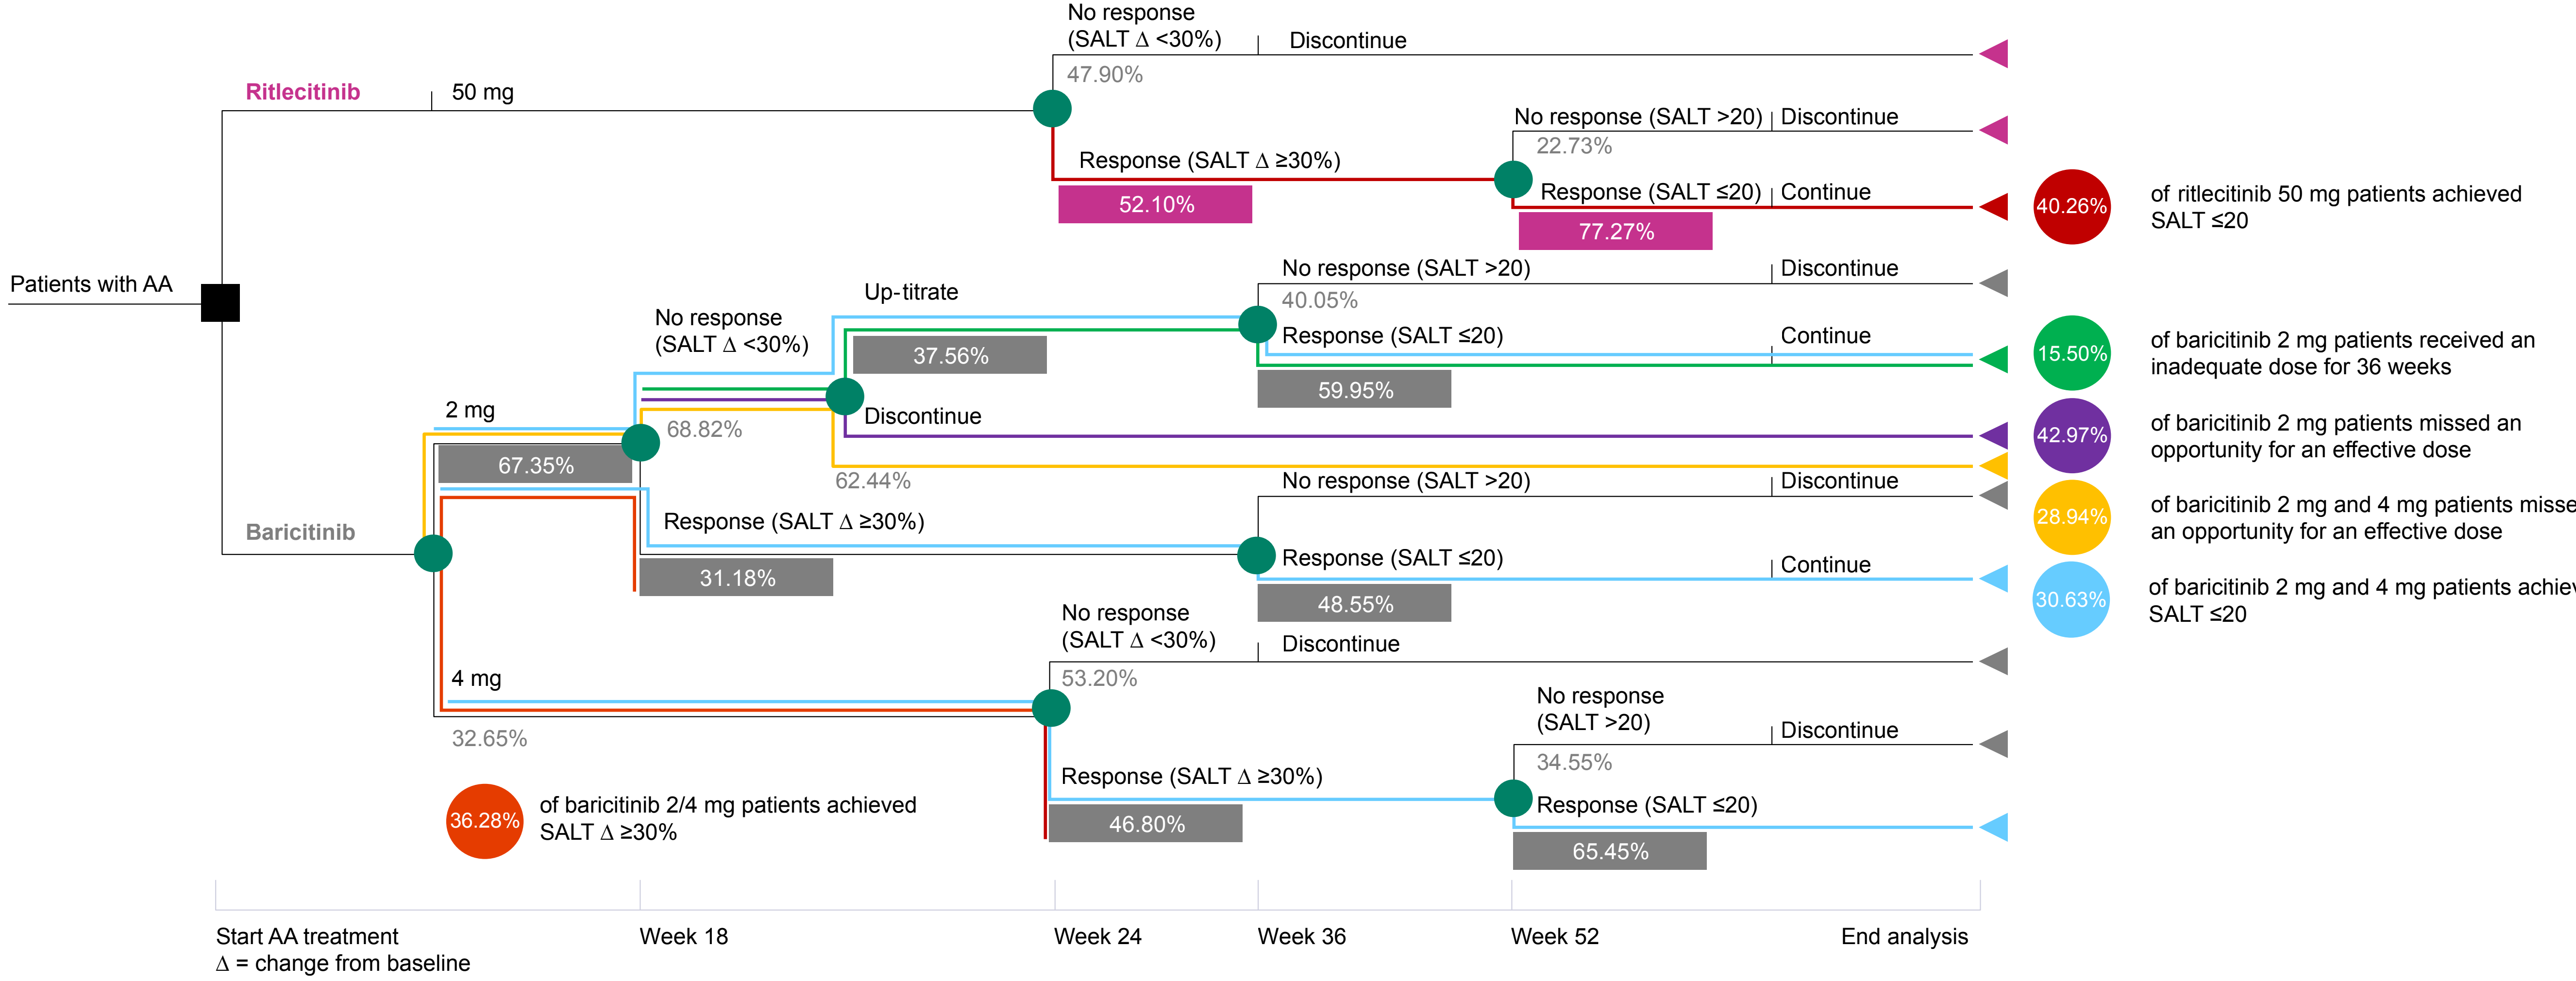 No response
(SALT Δ <30%)
Discontinue
47.90%
Ritlecitinib
50 mg
No response (SALT >20)
Discontinue
22.73%
Response (SALT Δ ≥30%)
52.10%
Response (SALT ≤20)
Continue
77.27%
40.26%
of ritlecitinib 50 mg patients achieved
SALT ≤20
Patients with AA
No response (SALT >20)
Discontinue
40.05%
Up-titrate
No response
(SALT Δ <30%)
37.56%
Response (SALT ≤20)
Continue
59.95%
15.50%
of baricitinib 2 mg patients received an
inadequate dose for 36 weeks
2 mg
68.82%
Discontinue
67.35%
62.44%
42.97%
of baricitinib 2 mg patients missed an
opportunity for an effective dose
No response (SALT >20)
Discontinue
28.94%
of baricitinib 2 mg and 4 mg patients misse
an opportunity for an effective dose
Baricitinib
Response (SALT Δ ≥30%)
31.18%
Response (SALT ≤20)
Continue
48.55%
30.63%
of baricitinib 2 mg and 4 mg patients achiev
SALT ≤20
No response
(SALT Δ <30%)
Discontinue
53.20%
4 mg
32.65%
No response
(SALT >20)
Discontinue
34.55%
Response (SALT Δ ≥30%)
46.80%
Response (SALT ≤20)
65.45%
36.28%
of baricitinib 2/4 mg patients achieved
SALT Δ ≥30%
Start AA treatment
Week 18
Week 24
Week 36
Week 52
End analysis
Δ = change from baseline